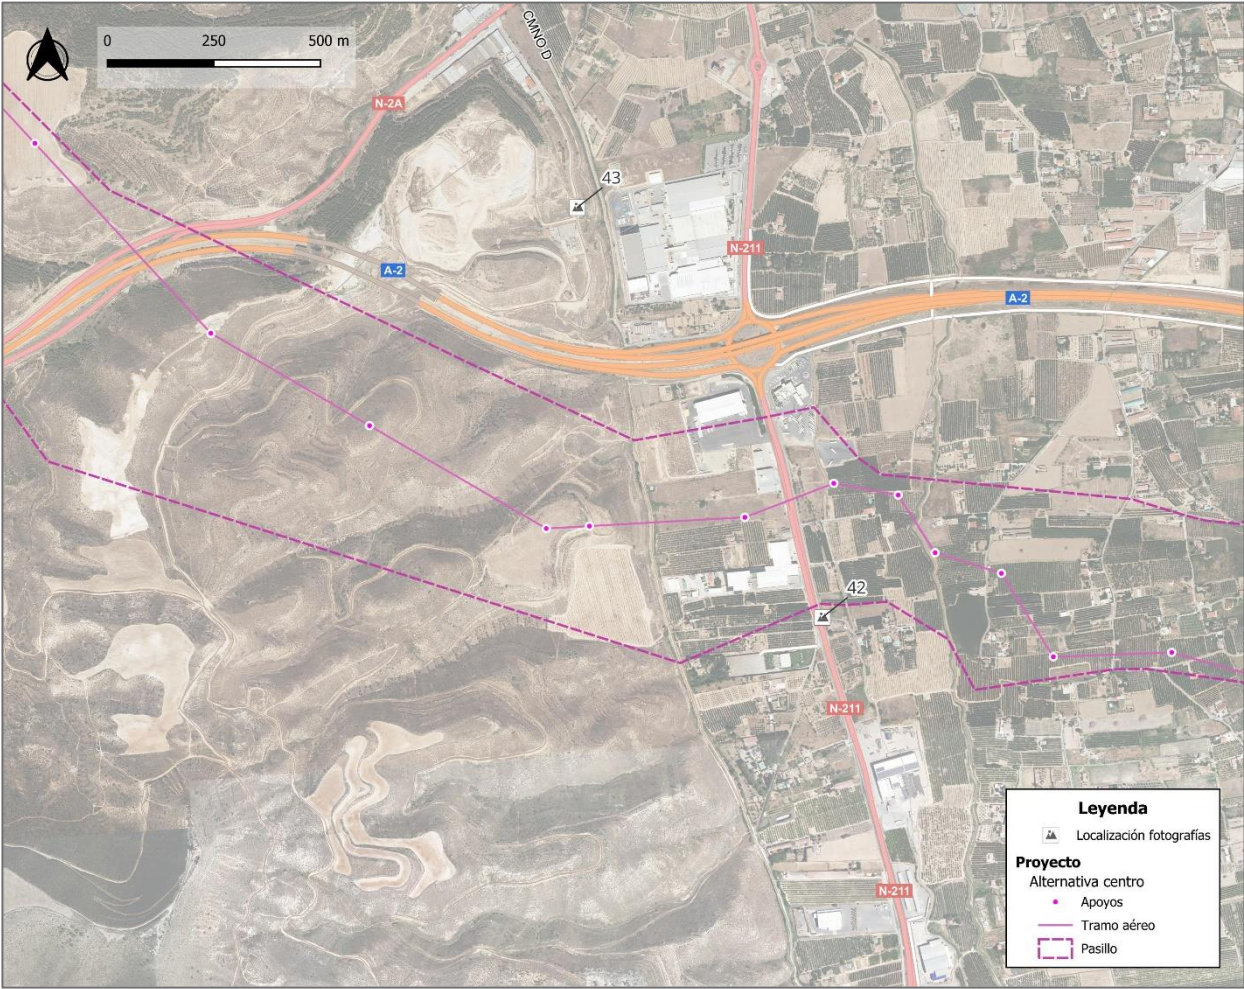 0 250 500 m
CMNO D
N-2A
43
N-211
A-2
A-2
42
N-211
N-211
Leyenda
Localización fotografías
Proyecto
Alternativa centro
Apoyos
Tramo aéreo
Pasillo